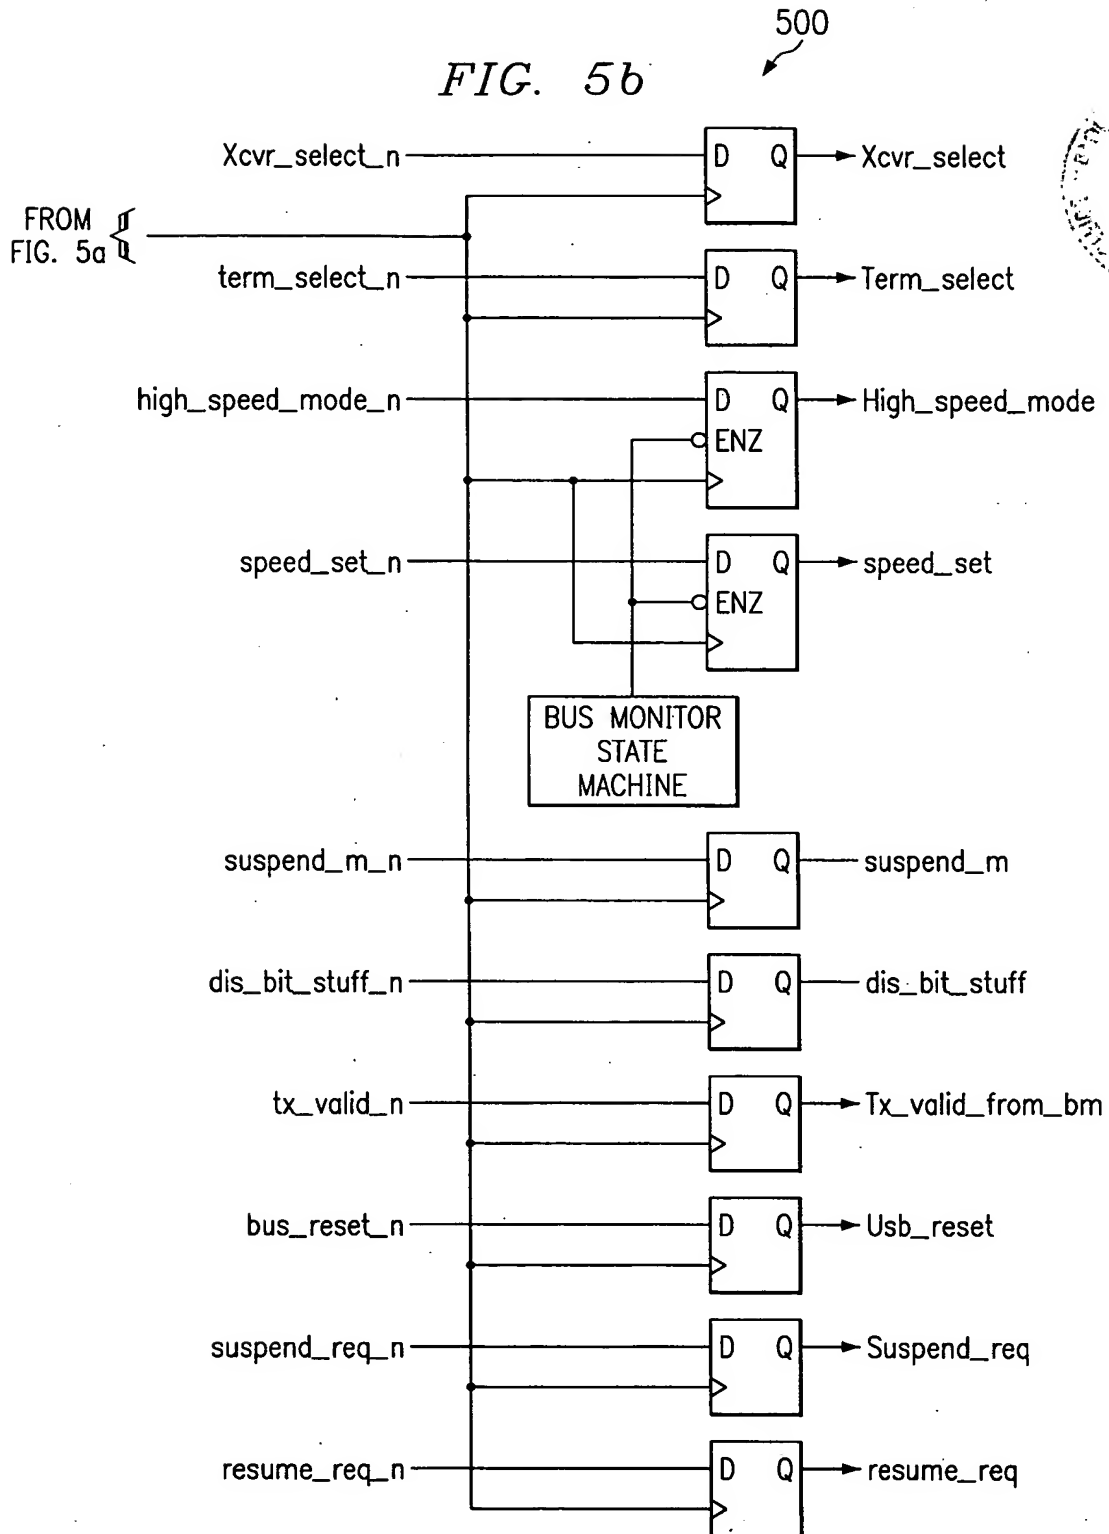 500
FIG. 5b
Xcvr_select_n D Q Xcvr_select
FROM
FIG. 5a
term_select_n D Q Term_select
high_speed_mode_n D Q High_speed_mode
ENZ
speed_set_n D Q speed_set
ENZ
BUS MONITOR
STATE
MACHINE
suspend_m_n D Q suspend_m
dis_bit_stuff_n D Q dis_bit_stuff
tx_valid_n D Q Tx_valid_from_bm
bus_reset_n D Q Usb_reset
suspend_req_n D Q Suspend_req
resume_req_n D Q resume_req